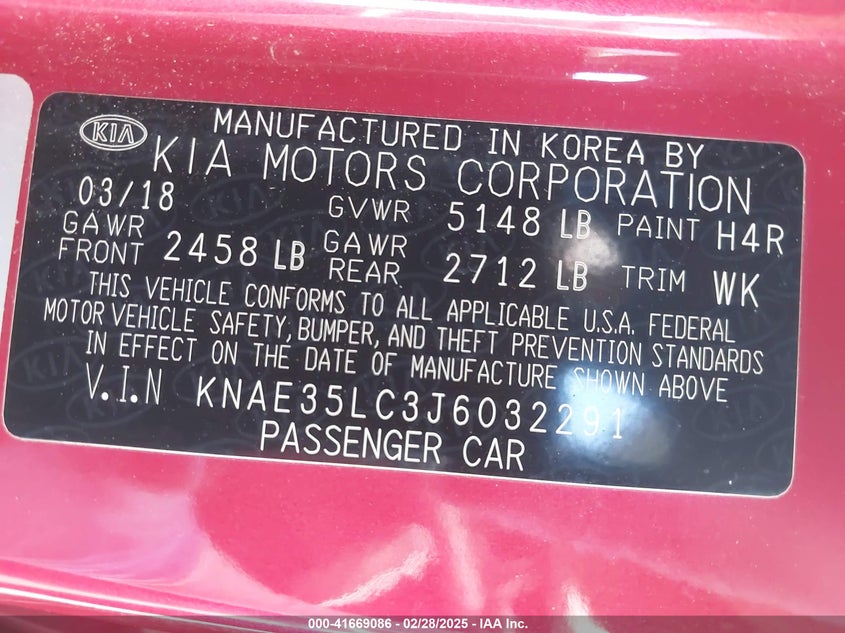 KIA
MANUFACTURED IN KOREA BY
KIA MOTORS CORPORATION
03/18 GVWR 5148 LB PAINT H4R
GAWR FRONT 2458 LB GAWR REAR 2712 LB TRIM WK
THIS VEHICLE CONFORMS TO ALL APPLICABLE U.S.A. FEDERAL
MOTOR VEHICLE SAFETY, BUMPER, AND THEFT PREVENTION STANDARDS
IN EFFECT ON THE DATE OF MANUFACTURE SHOWN ABOVE
V.I.N KNAE35LC3J6032291
PASSENGER CAR
000-41669086 - 02/28/2025 - IAA Inc.